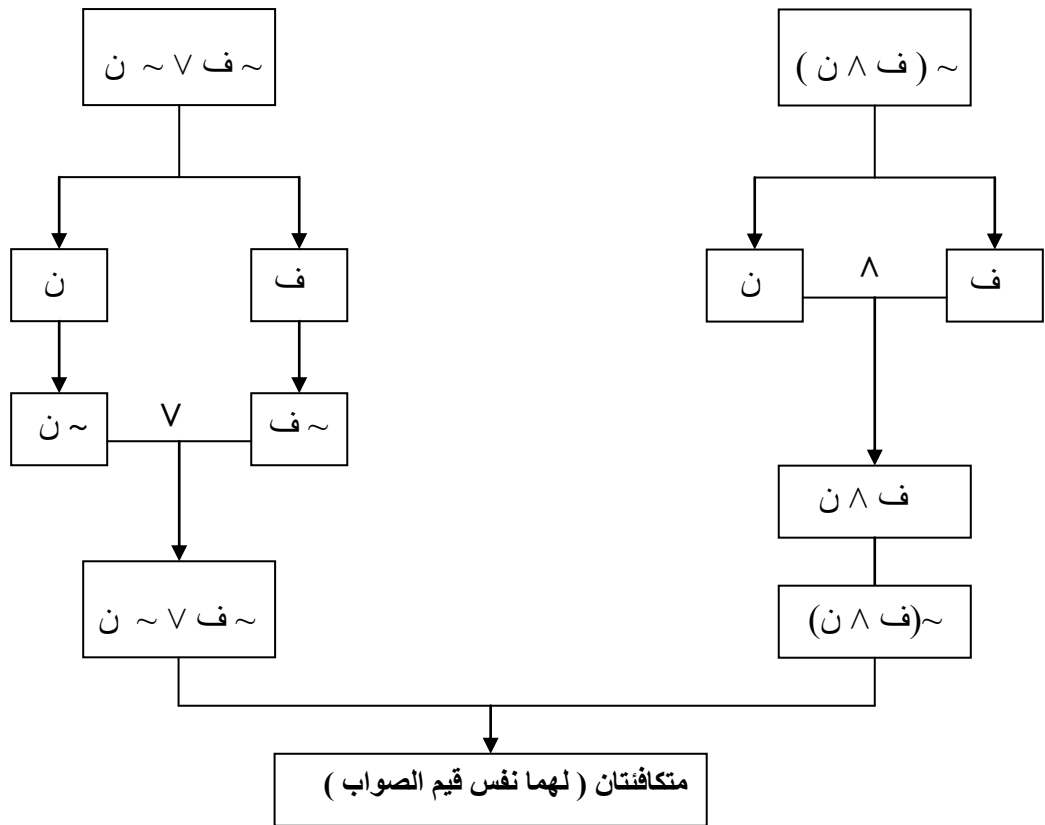 ~ ( ف ∧ ن )
~ ف ∨ ~ ن
ف
∧
ن
ف
ن
~ ف
∨
~ ن
ف ∧ ن
~ ف ∨ ~ ن
~(ف ∧ ن)
متكافئتان ( لهما نفس قيم الصواب )